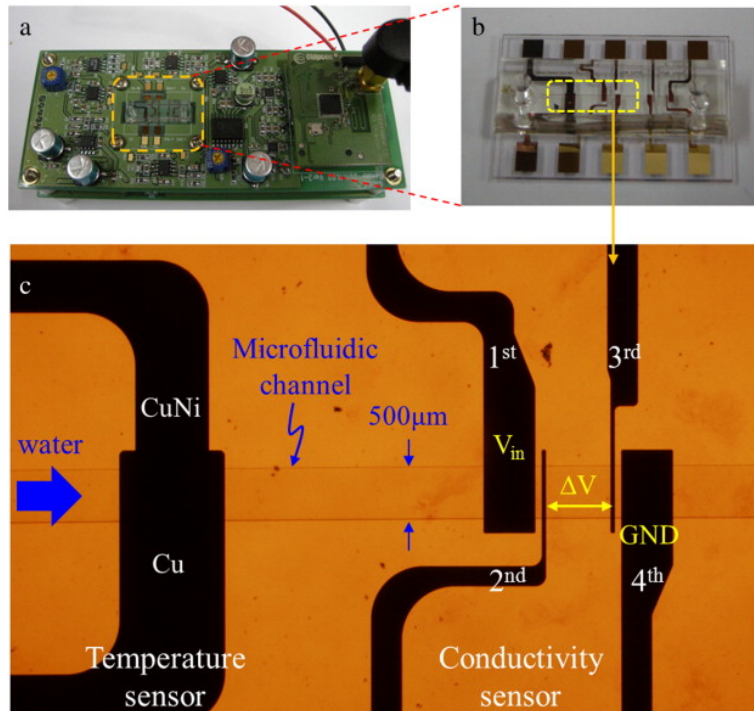 a
b
c
1st
3rd
Microfluidic
channel
CuNi
500μm
water
Vin
ΔV
Cu
GND
2nd
4th
Temperature
sensor
Conductivity
sensor